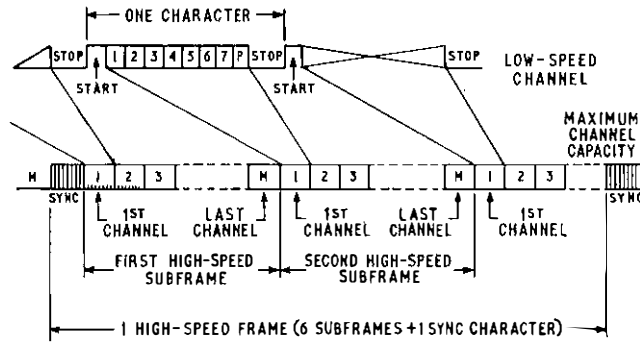 ONE CHARACTER
STOP 1 2 3 4 5 6 7 P STOP STOP
LOW-SPEED
CHANNEL
START START
MAXIMUM
CHANNEL
CAPACITY
M 1 2 3 M 1 2 3 M 1 2 3
SYNC SYNC
1ST
CHANNEL
LAST
CHANNEL
1ST
CHANNEL
LAST
CHANNEL
1ST
CHANNEL
FIRST HIGH-SPEED
SUBFRAME
SECOND HIGH-SPEED
SUBFRAME
1 HIGH-SPEED FRAME (6 SUBFRAMES +1 SYNC CHARACTER)